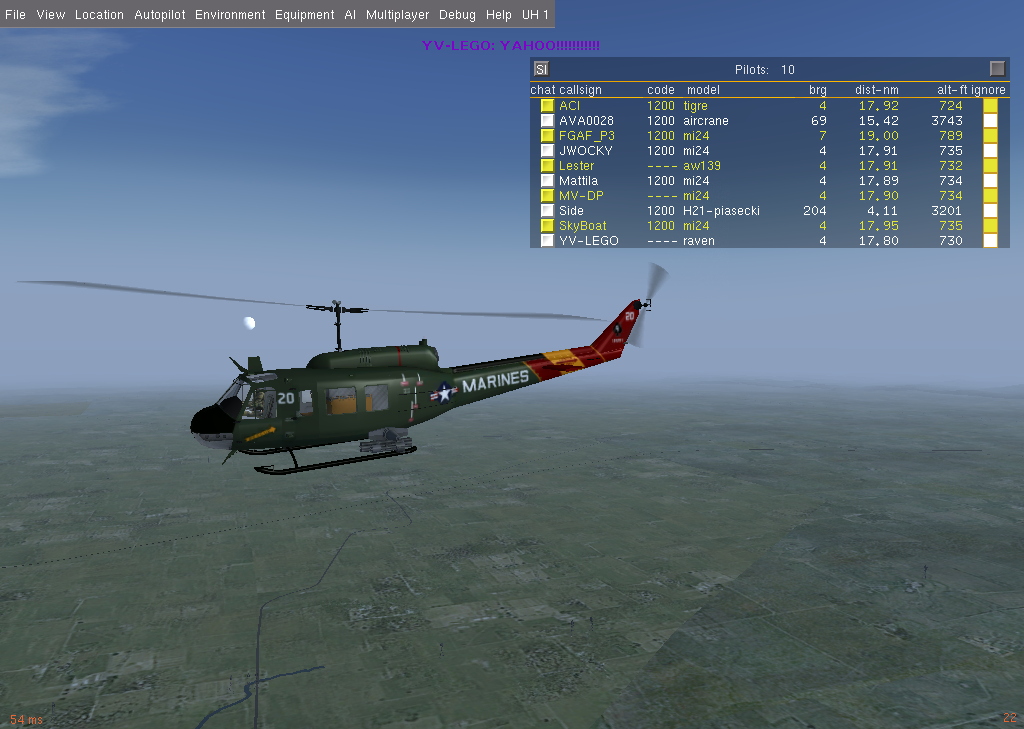 File View Location Autopilot Environment Equipment AI Multiplayer Debug Help UH 1
YV-LEGO: YAHOO!!!!!!!!!!!
SI Pilots: 10
chat callsign code model brg dist-nm alt-ft ignore
ACI 1200 tigre 4 17.92 724
AVA0028 1200 aircrane 69 15.42 3743
FGAF_P3 1200 mi24 7 19.00 789
JWOCKY 1200 mi24 4 17.91 735
Lester ---- aw139 4 17.91 732
Mattila 1200 mi24 4 17.89 734
MV-DP ---- mi24 4 17.90 734
Side 1200 H21-piasecki 204 4.11 3201
SkyBoat 1200 mi24 4 17.95 735
YV-LEGO ---- raven 4 17.80 730
20
20
MARINES
54 ms
22